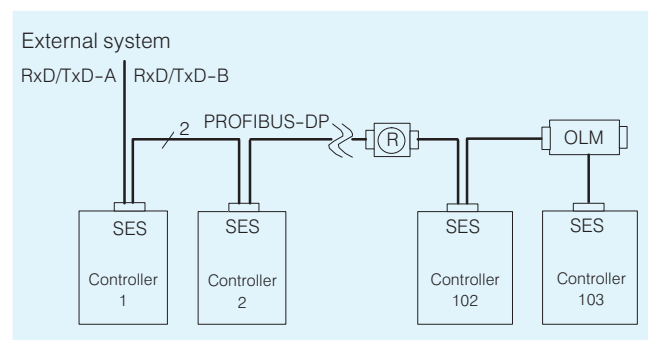 External system
RxD/TxD-A RxD/TxD-B
2 PROFIBUS-DP
R
OLM
SES
SES
SES
SES
Controller
1
Controller
2
Controller
102
Controller
103